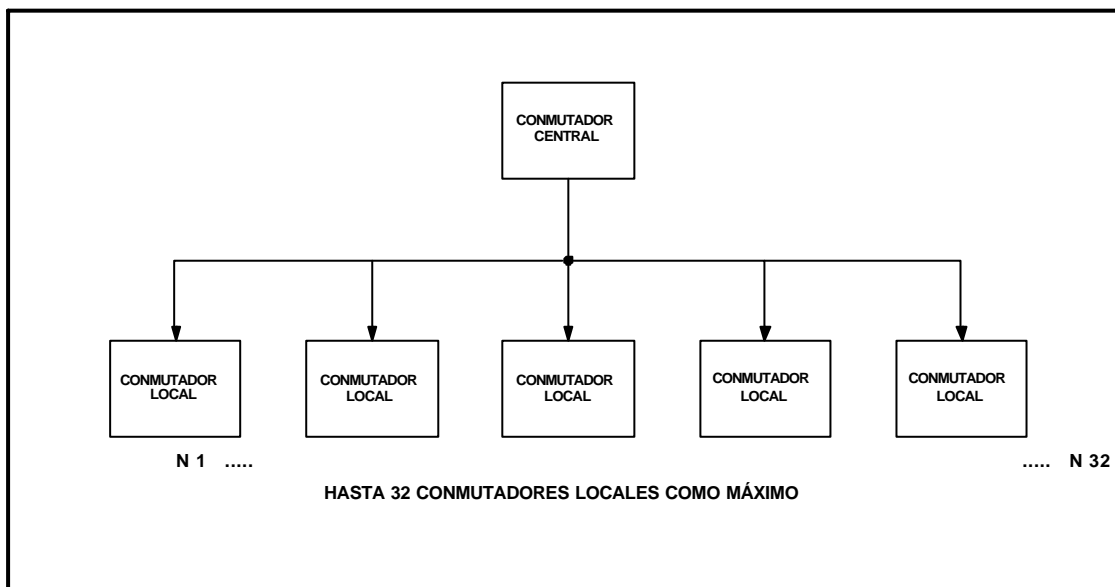 CONMUTADOR
CENTRAL
CONMUTADOR
LOCAL
CONMUTADOR
LOCAL
CONMUTADOR
LOCAL
CONMUTADOR
LOCAL
CONMUTADOR
LOCAL
N 1 .....
..... N 32
HASTA 32 CONMUTADORES LOCALES COMO MÁXIMO